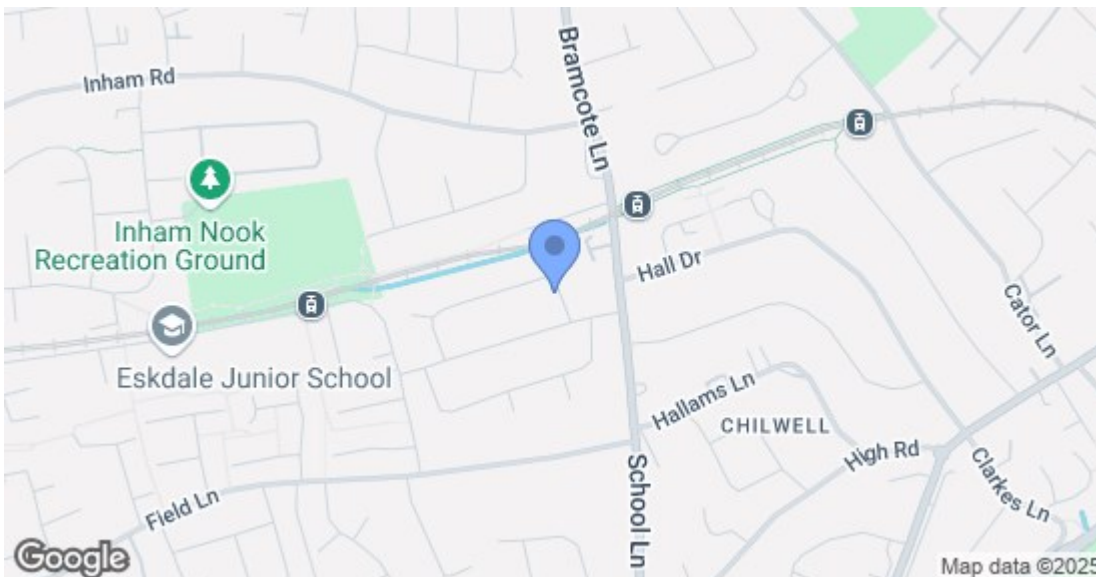 Inham Rd
Bramcote Ln
Inham Nook
Recreation Ground
Hall Dr
Cator Ln
Eskdale Junior School
Hallams Ln
CHILWELL
High Rd
Clarkes Ln
Field Ln
School Ln
Google
Map data ©2025